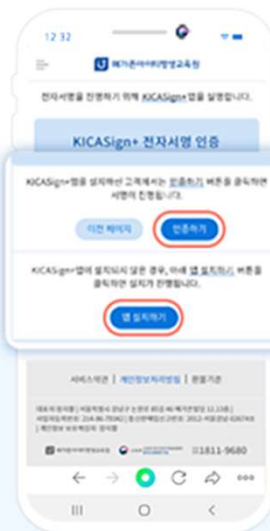 12 32
메가존아이티평생교육원
전자서명을 진행하기 위해 KICASign+앱을 실행합니다.
KICASign+ 전자서명 인증
KICASign+앱을 설치하신 고객께서는 인증하기 버튼을 클릭하면
서명이 진행됩니다.
이전 페이지
인증하기
KICASign+앱이 설치되지 않은 경우, 아래 앱 설치하기 버튼을
클릭하면 설치가 진행됩니다.
앱 설치하기
서비스약관 | 개인정보처리방침 | 환불기준
1811-9680